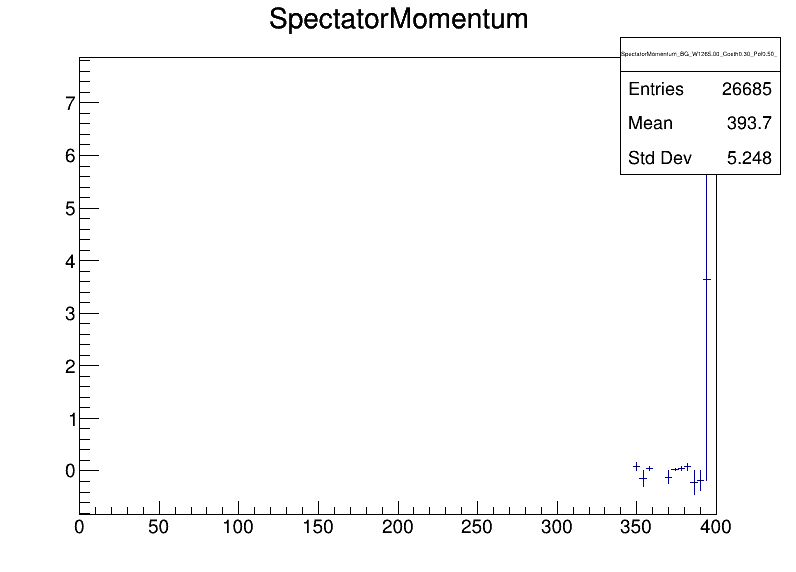 SpectatorMomentum
SpectatorMomentum_BG_W1265.00_Costh0.30_Pol0.50_
Entries 26685
Mean 393.7
Std Dev 5.248
7
6
5
4
3
2
1
0
0 50 100 150 200 250 300 350 400